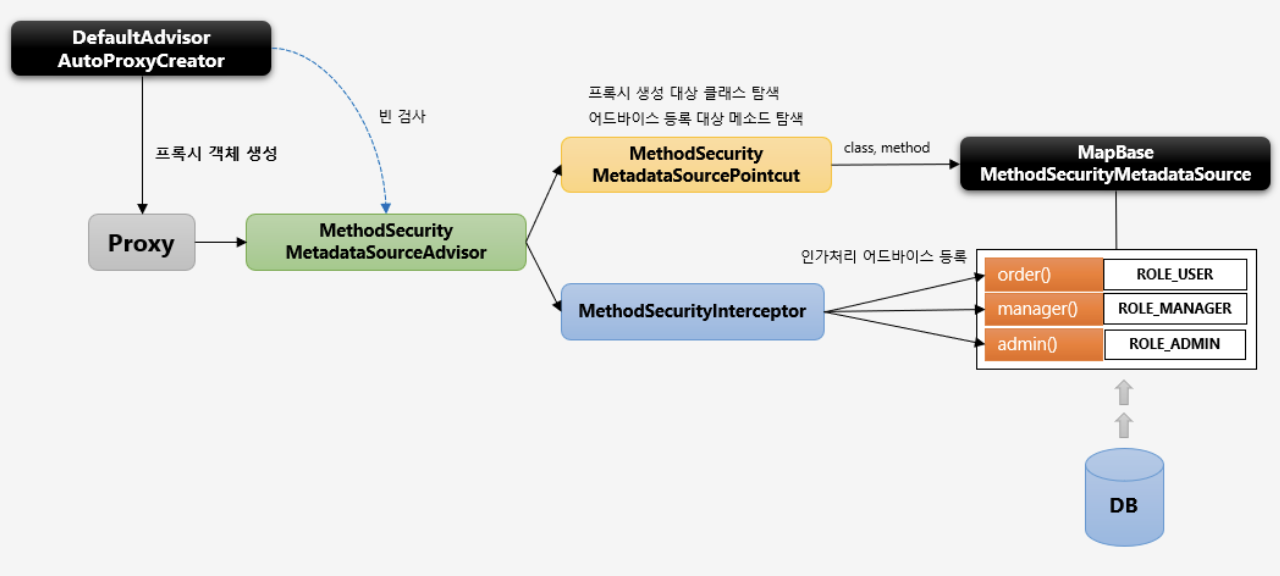 DefaultAdvisor
AutoProxyCreator
빈 검사
프록시 객체 생성
Proxy
MethodSecurity
MetadataSourceAdvisor
프록시 생성 대상 클래스 탐색
어드바이스 등록 대상 메소드 탐색
MethodSecurity
MetadataSourcePointcut
class, method
MapBase
MethodSecurityMetadataSource
인가처리 어드바이스 등록
MethodSecurityInterceptor
order() ROLE_USER
manager() ROLE_MANAGER
admin() ROLE_ADMIN
DB